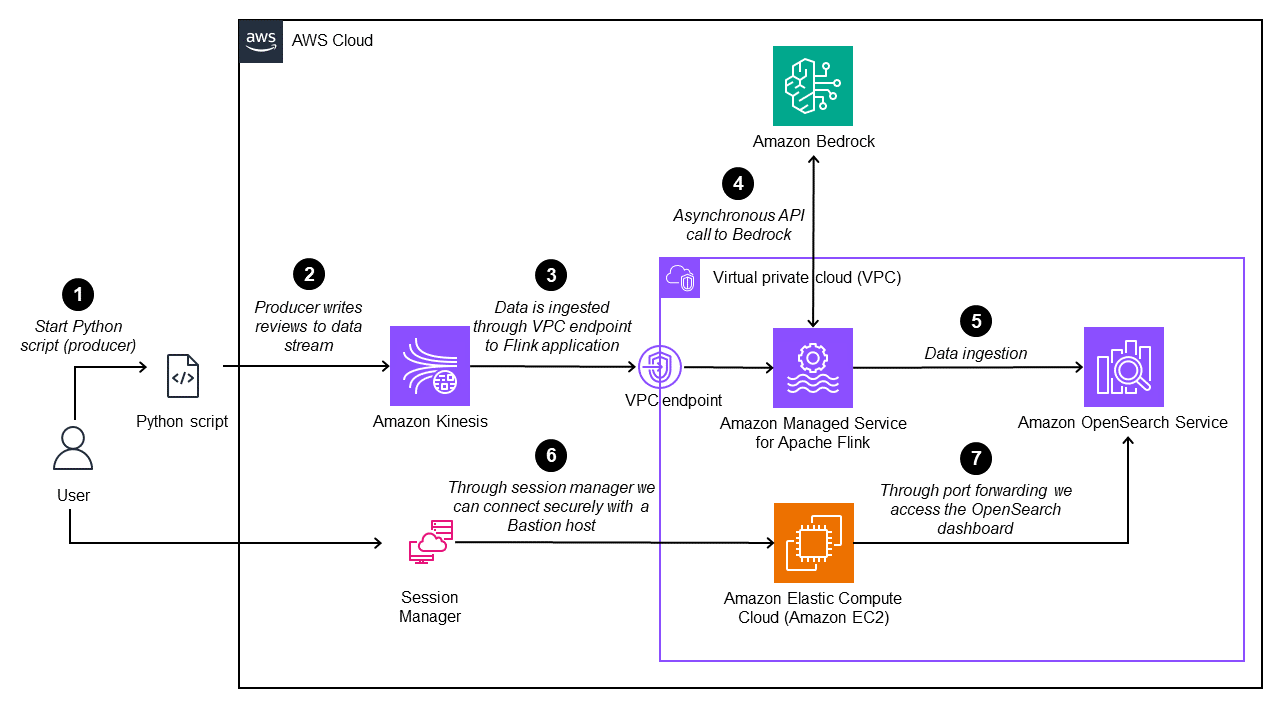 aws
AWS Cloud
Amazon Bedrock
4
Asynchronous API
call to Bedrock
1
Start Python
script (producer)
2
Producer writes
reviews to data
stream
3
Data is ingested
through VPC endpoint
to Flink application
Virtual private cloud (VPC)
5
Data ingestion
</>
Python script
Amazon Kinesis
VPC endpoint
Amazon Managed Service
for Apache Flink
Amazon OpenSearch Service
User
6
Through session manager we
can connect securely with a
Bastion host
7
Through port forwarding we
access the OpenSearch
dashboard
Session
Manager
Amazon Elastic Compute
Cloud (Amazon EC2)